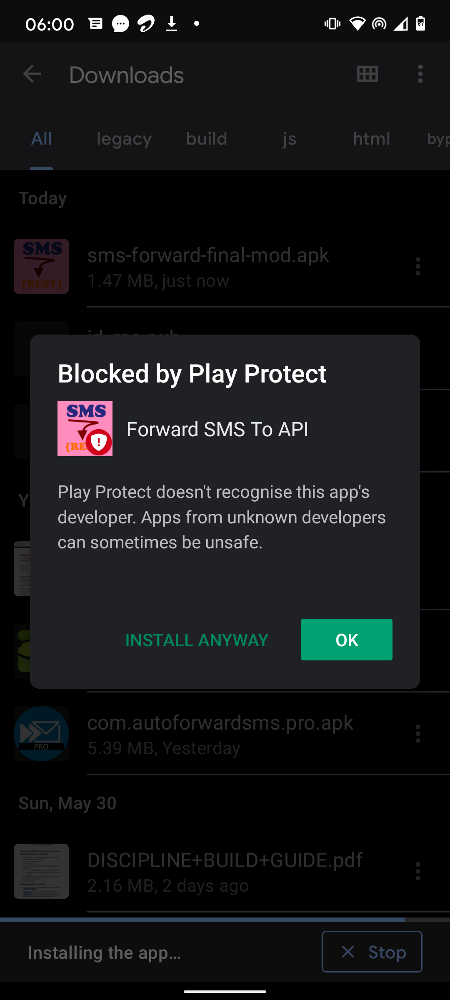 06:00
61
Downloads
All legacy build js html byp
Today
SMS
{REST}
sms-forward-final-mod.apk
1.47 MB, just now
Blocked by Play Protect
SMS
{RE
Forward SMS To API
Play Protect doesn't recognise this app's
developer. Apps from unknown developers
can sometimes be unsafe.
INSTALL ANYWAY
OK
PRO
com.autoforwardsms.pro.apk
5.39 MB, Yesterday
Sun, May 30
DISCIPLINE+BUILD+GUIDE.pdf
2.16 MB, 2 days ago
Installing the app...
Stop